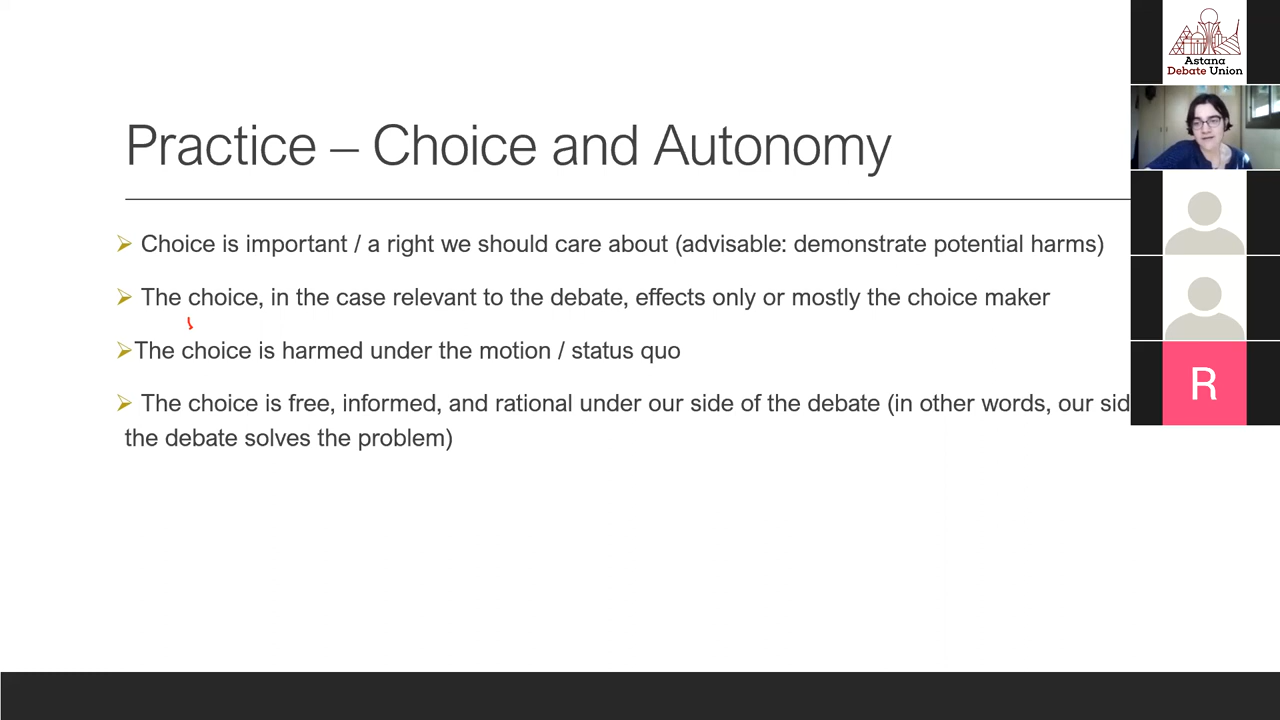 Practice – Choice and Autonomy
Choice is important / a right we should care about (advisable: demonstrate potential harms)
The choice, in the case relevant to the debate, effects only or mostly the choice maker
The choice is harmed under the motion / status quo
The choice is free, informed, and rational under our side of the debate (in other words, our sid
the debate solves the problem)
Astana
Debate Union
R